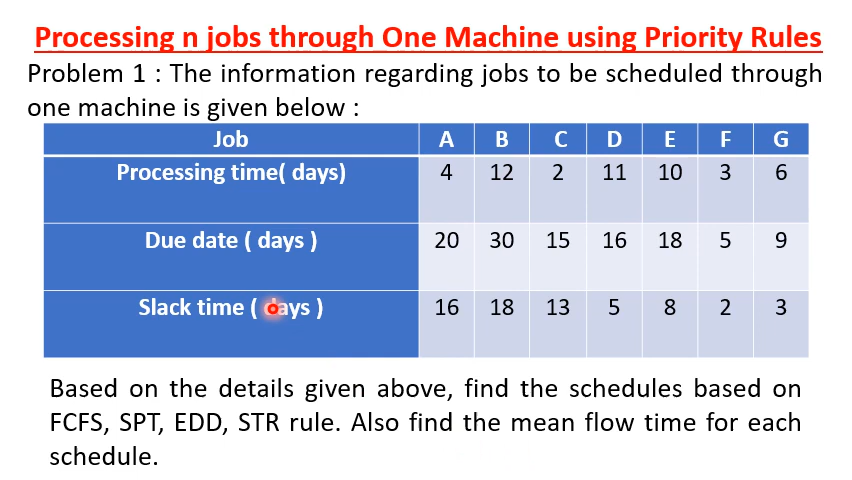 Processing n jobs through One Machine using Priority Rules
Problem 1 : The information regarding jobs to be scheduled through
one machine is given below :
Job A B C D E F G
Processing time( days) 4 12 2 11 10 3 6
Due date ( days ) 20 30 15 16 18 5 9
Slack time ( days ) 16 18 13 5 8 2 3
Based on the details given above, find the schedules based on
FCFS, SPT, EDD, STR rule. Also find the mean flow time for each
schedule.